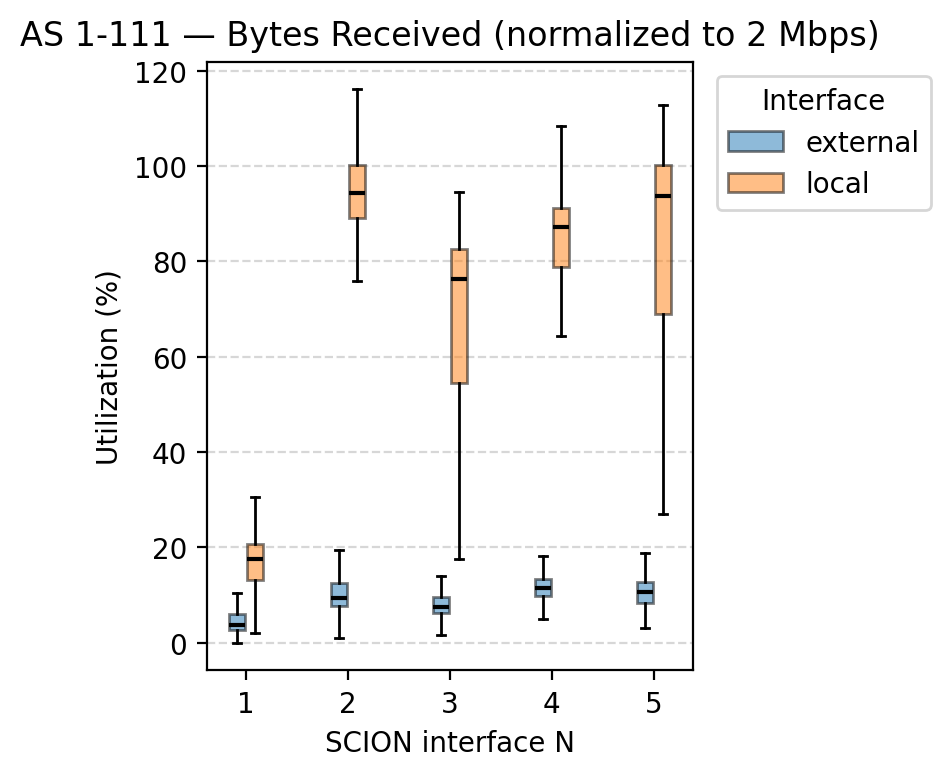 AS 1-111 — Bytes Received (normalized to 2 Mbps)
120
100
80
60
40
20
0
Utilization (%)
1 2 3 4 5
SCION interface N
Interface
external
local